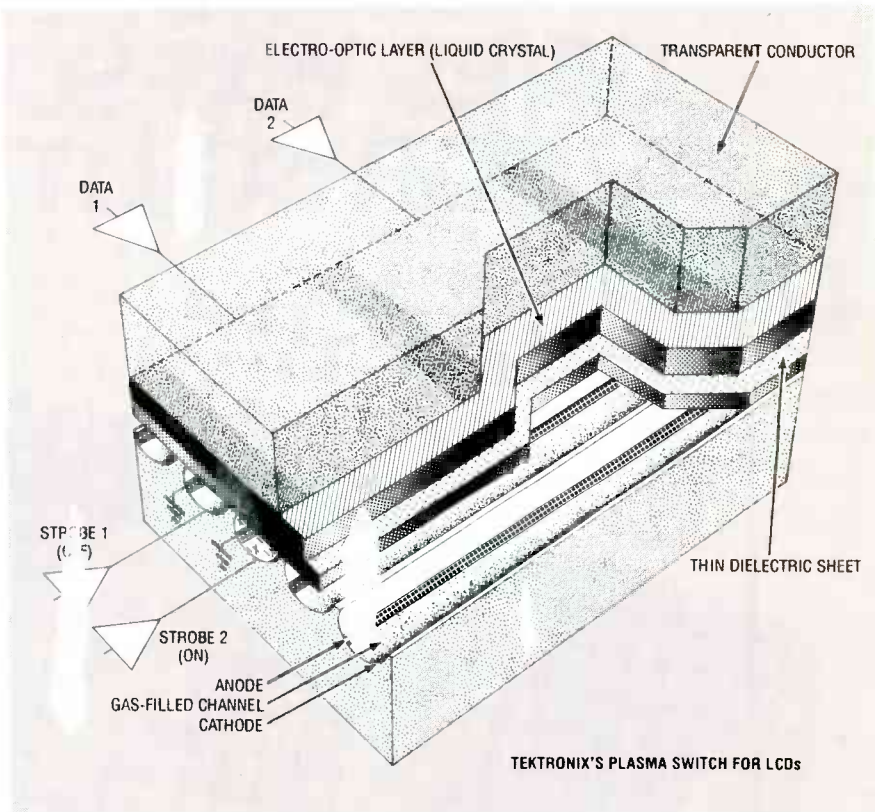 ELECTRO-OPTIC LAYER (LIQUID CRYSTAL)
TRANSPARENT CONDUCTOR
DATA
2
DATA
1
STROBE 1
THIN DIELECTRIC SHEET
STROBE 2
(ON)
ANODE
GAS-FILLED CHANNEL
CATHODE
TEKTRONIX'S PLASMA SWITCH FOR LCDs